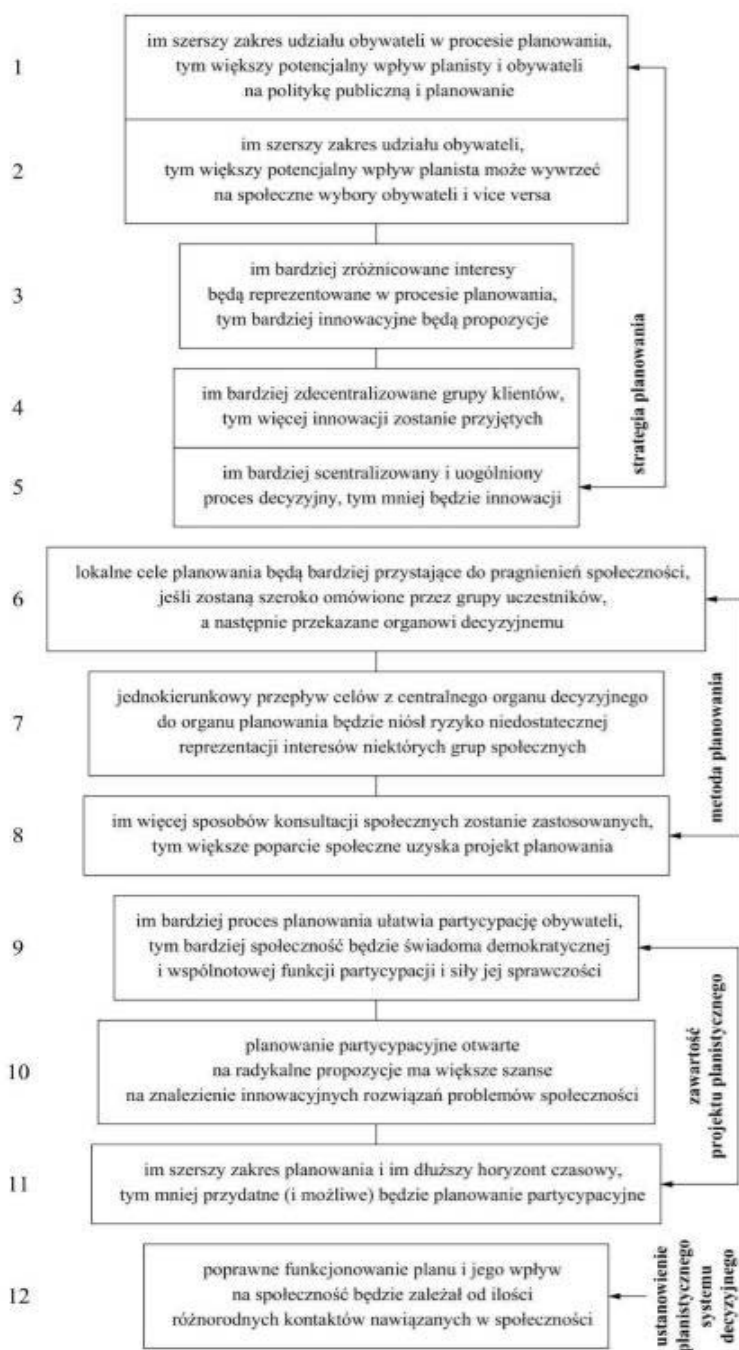 1
im szerszy zakres udziału obywateli w procesie planowania,
tym większy potencjalny wpływ planisty i obywateli
na politykę publiczną i planowanie
2
im szerszy zakres udziału obywateli,
tym większy potencjalny wpływ planista może wywrzeć
na społeczne wybory obywateli i vice versa
3
im bardziej zróżnicowane interesy
będą reprezentowane w procesie planowania,
tym bardziej innowacyjne będą propozycje
4
im bardziej zdecentralizowane grupy klientów,
tym więcej innowacji zostanie przyjętych
5
im bardziej scentralizowany i uogólniony
proces decyzyjny, tym mniej będzie innowacji
strategia planowania
6
lokalne cele planowania będą bardziej przystające do pragnienień społeczności,
jeśli zostaną szeroko omówione przez grupy uczestników,
a następnie przekazane organowi decyzyjnemu
7
jednokierunkowy przepływ celów z centralnego organu decyzyjnego
do organu planowania będzie niósł ryzyko niedostatecznej
reprezentacji interesów niektórych grup społecznych
8
im więcej sposobów konsultacji społecznych zostanie zastosowanych,
tym większe poparcie społeczne uzyska projekt planowania
metoda planowania
9
im bardziej proces planowania ułatwia partycypację obywateli,
tym bardziej społeczność będzie świadoma demokratycznej
i wspólnotowej funkcji partycypacji i siły jej sprawczości
10
planowanie partycypacyjne otwarte
na radykalne propozycje ma większe szanse
na znalezienie innowacyjnych rozwiązań problemów społeczności
11
im szerszy zakres planowania i im dłuższy horyzont czasowy,
tym mniej przydatne (i możliwe) będzie planowanie partycypacyjne
zawartość
projektu planistycznego
12
poprawne funkcjonowanie planu i jego wpływ
na społeczność będzie zależał od ilości
różnorodnych kontaktów nawiązanych w społeczności
ustanowienie
planistycznego
systemu
decyzyjnego